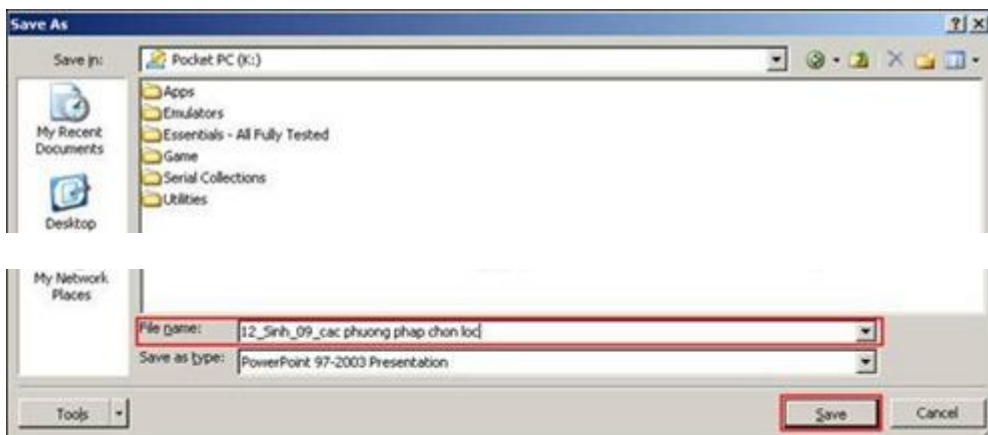 Save As
Save in:
Pocket PC (K:)
Apps
Emulators
Essentials - All Fully Tested
Game
Serial Collections
Utilities
My Recent
Documents
Desktop
My Network
Places
File name:
12_Sinh_09_cac phuong phap chon loc
Save as type:
PowerPoint 97-2003 Presentation
Tools
Save
Cancel